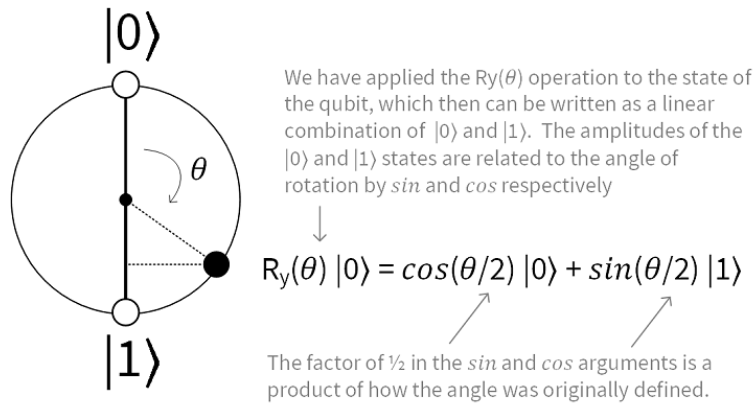 |0⟩
We have applied the Ry(θ) operation to the state of
the qubit, which then can be written as a linear
combination of |0⟩ and |1⟩. The amplitudes of the
|0⟩ and |1⟩ states are related to the angle of
rotation by sin and cos respectively
θ
R_y(θ) |0⟩ = cos(θ/2) |0⟩ + sin(θ/2) |1⟩
|1⟩
The factor of ½ in the sin and cos arguments is a
product of how the angle was originally defined.